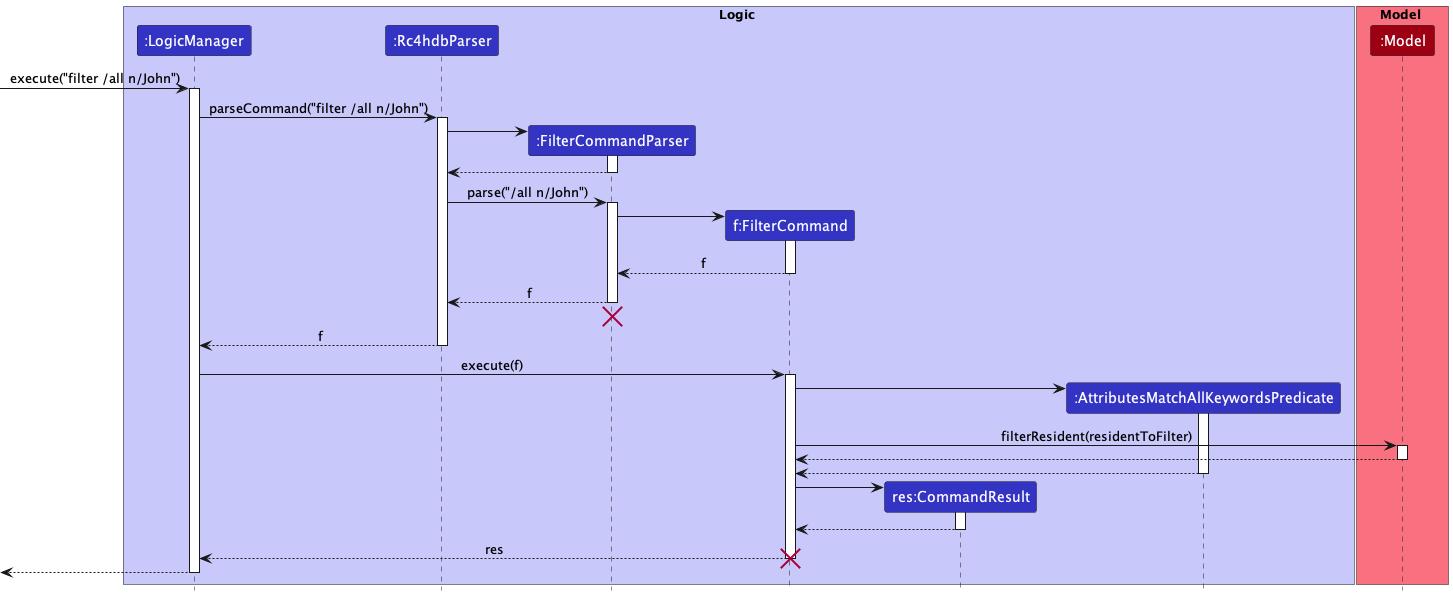 Logic
Model
:LogicManager
:Rc4hdbParser
:Model
execute("filter /all n/John")
parseCommand("filter /all n/John")
:FilterCommandParser
parse("/all n/John")
f:FilterCommand
f
f
f
execute(f)
:AttributesMatchAllKeywordsPredicate
filterResident(residentToFilter)
res:CommandResult
res